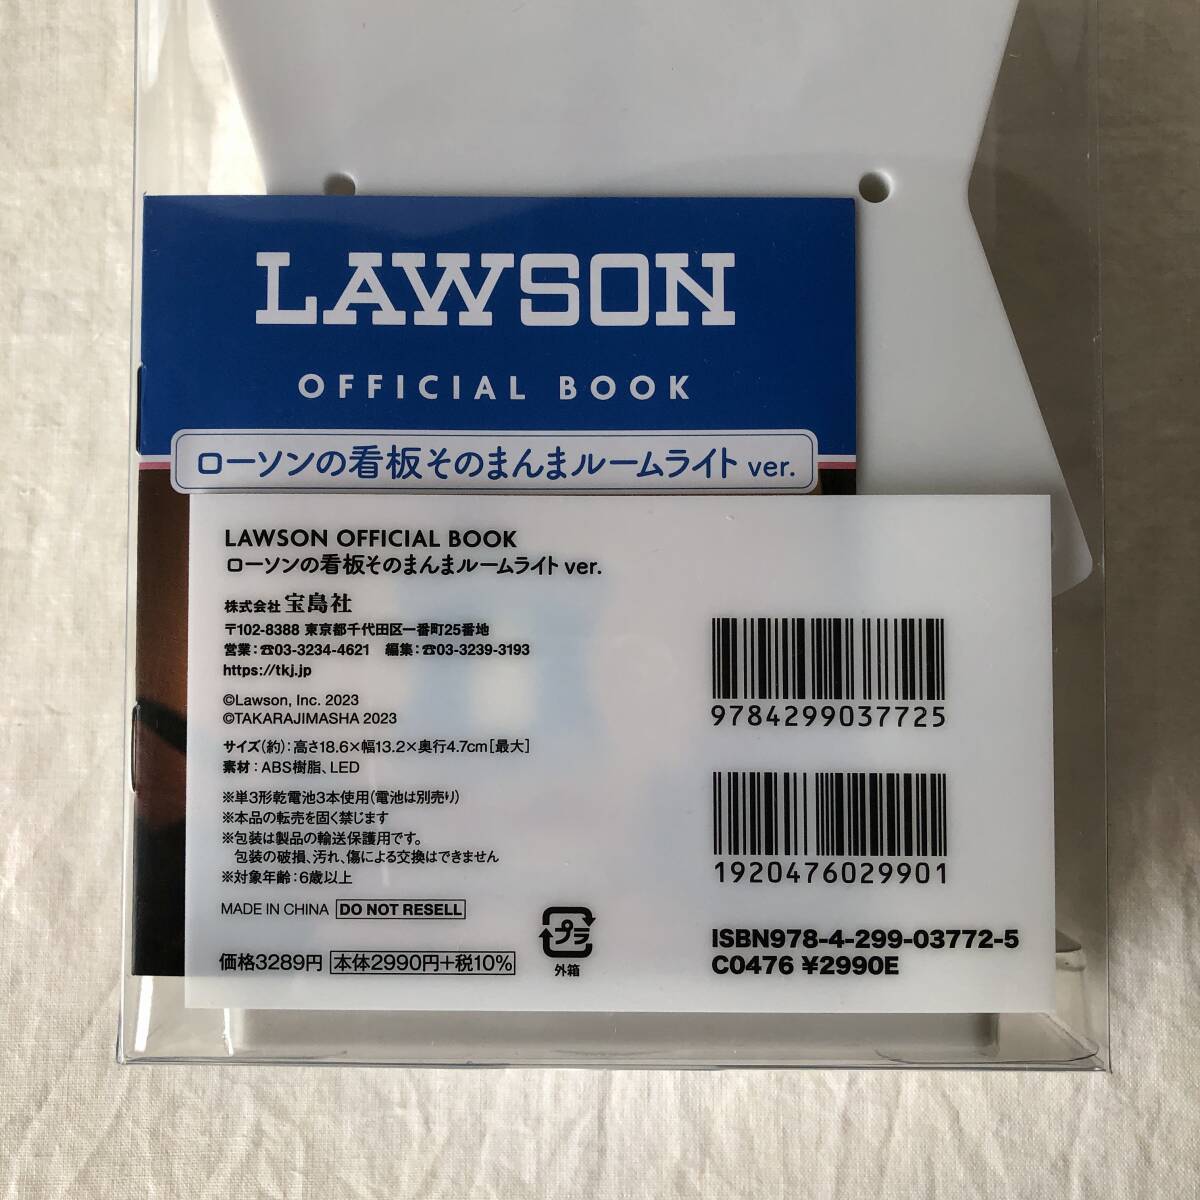 LAWSON
OFFICIAL BOOK
ローソンの看板そのまんまルームライト ver.
LAWSON OFFICIAL BOOK
ローソンの看板そのまんまルームライト ver.
株式会社 宝島社
〒102-8388 東京都千代田区一番町25番地
営業：☎03-3234-4621 編集：☎03-3239-3193
https://tkj.jp
©Lawson, Inc. 2023
©TAKARAJIMASHA 2023
サイズ(約)：高さ18.6×幅13.2×奥行4.7cm[最大]
素材：ABS樹脂、LED
※単3形乾電池3本使用(電池は別売り)
※本品の転売を固く禁じます
※包装は製品の輸送保護用です。
包装の破損、汚れ、傷による交換はできません
※対象年齢：6歳以上
MADE IN CHINA DO NOT RESELL
価格3289円 本体2990円+税10%
プラ
外箱
9784299037725
1920476029901
ISBN978-4-299-03772-5
C0476 ¥2990E